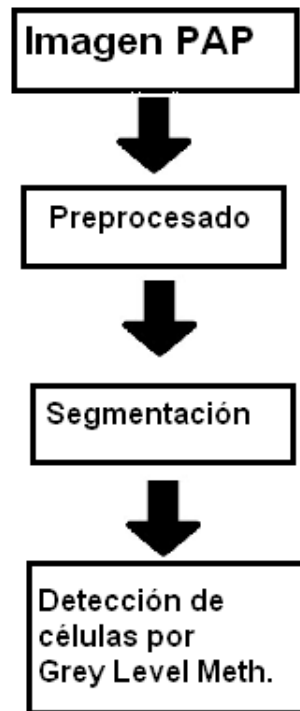 Imagen PAP
Preprocesado
Segmentación
Detección de
células por
Grey Level Meth.